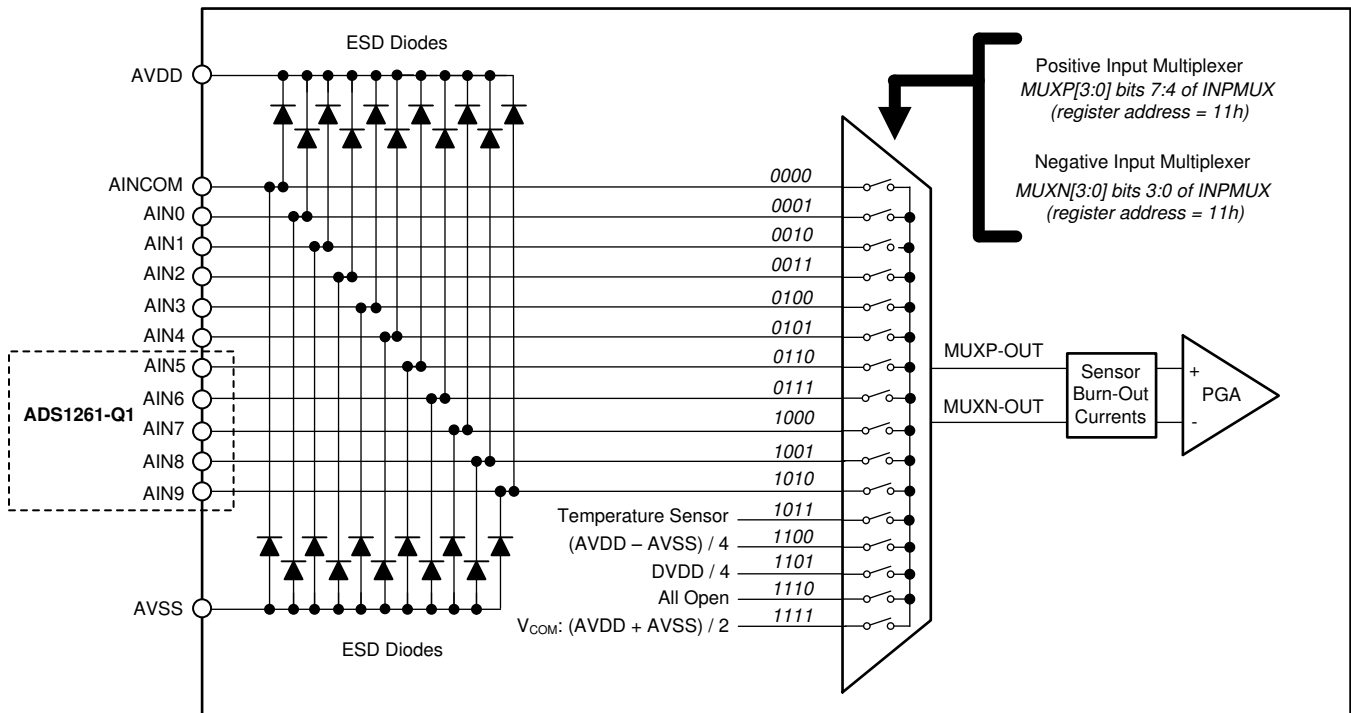 ESD Diodes
AVDD
Positive Input Multiplexer
MUXP[3:0] bits 7:4 of INPMUX
(register address = 11h)
Negative Input Multiplexer
MUXN[3:0] bits 3:0 of INPMUX
(register address = 11h)
AINCOM
0000
AIN0
0001
AIN1
0010
AIN2
0011
AIN3
0100
AIN4
0101
AIN5
0110
AIN6
0111
ADS1261-Q1
AIN7
1000
AIN8
1001
AIN9
1010
MUXP-OUT
MUXN-OUT
Sensor
Burn-Out
Currents
+
PGA
-
Temperature Sensor
1011
(AVDD – AVSS) / 4
1100
DVDD / 4
1101
All Open
1110
VCOM: (AVDD + AVSS) / 2
1111
AVSS
ESD Diodes